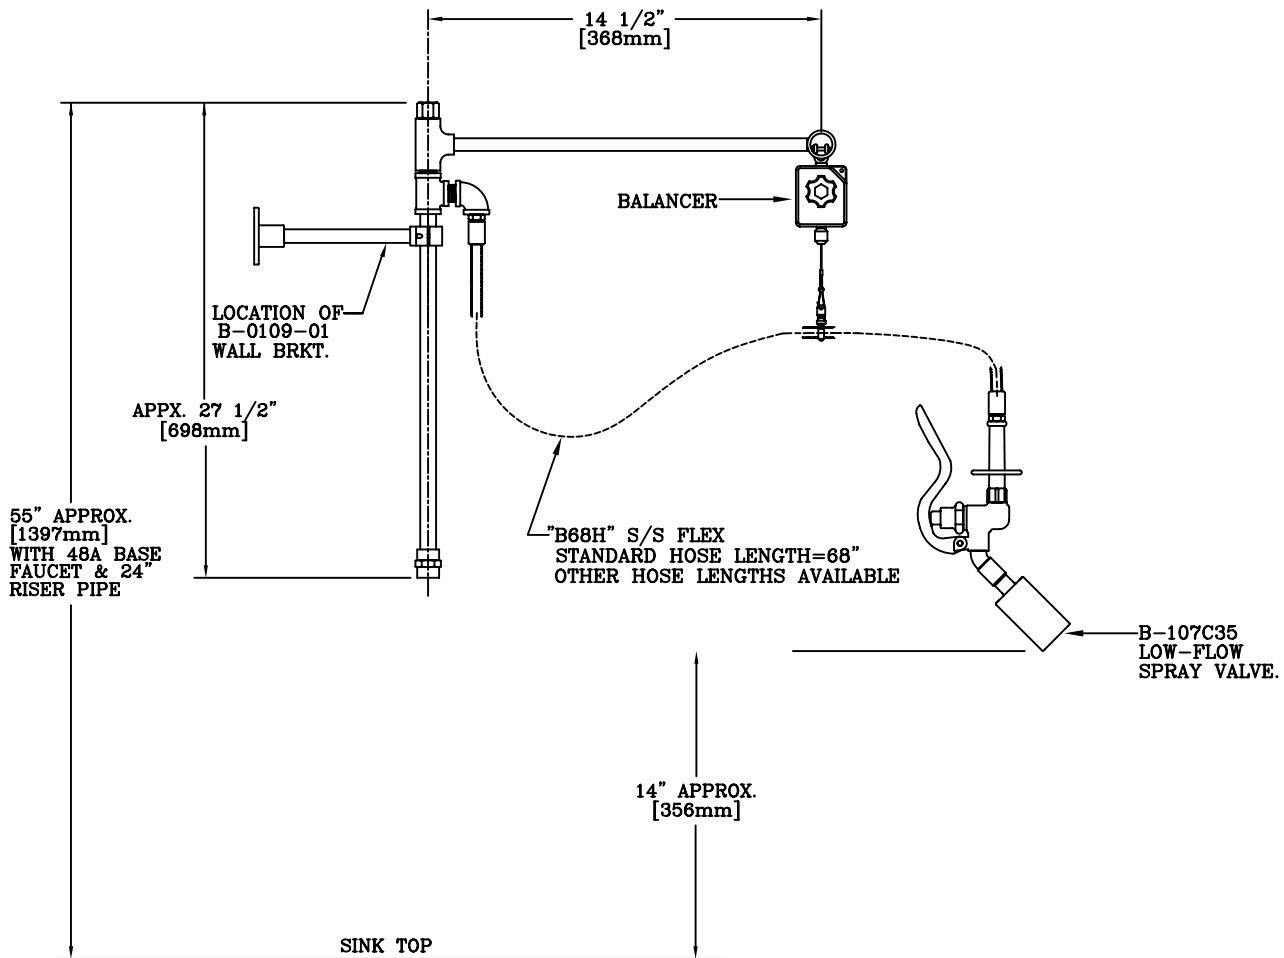 14 1/2"
[368mm]
BALANCER
LOCATION OF
B-0109-01
WALL BRKT.
APPX. 27 1/2"
[698mm]
55" APPROX.
[1397mm]
WITH 48A BASE
FAUCET & 24"
RISER PIPE
"B68H" S/S FLEX
STANDARD HOSE LENGTH=68"
OTHER HOSE LENGTHS AVAILABLE
B-107C35
LOW-FLOW
SPRAY VALVE.
14" APPROX.
[356mm]
SINK TOP